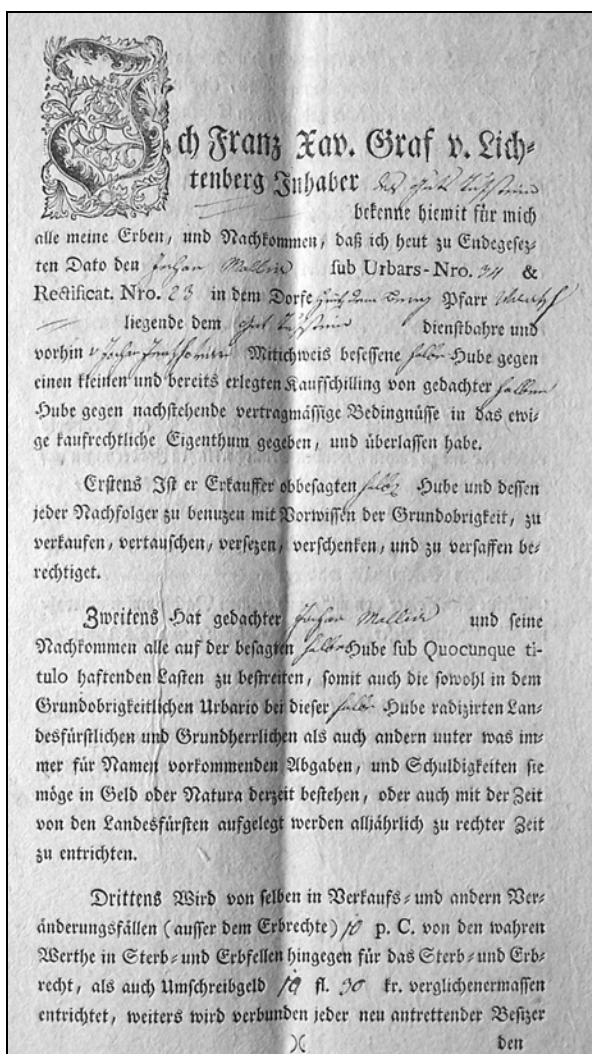 Ich Franz Xav. Graf v. Lich-
tenberg Inhaber des Guts
bekenne hiemit für mich
alle meine Erben, und Nachkommen, daß ich heut zu Endegesez-
ten Dato den sub Urbars-Nro. 34 &
Rectificat. Nro. 23 in dem Dorfe Pfarr
liegende dem Gut dienstbahre und
vorhin Mitichweis besessene halbe Hube gegen
einen kleinen und bereits erlegten Kaufschilling von gedachter halben
Hube gegen nachstehende vertragmässige Bedingnüsse in das ewi-
ge kaufrechtliche Eigenthum gegeben, und überlassen habe.
Erstens Ist er Erkauffer obbesagten Hube und dessen
jeder Nachfolger zu benuzen mit Vorwissen der Grundobrigkeit, zu
verkaufen, vertauschen, versezen, verschenken, und zu versaffen be-
rechtiget.
Zweitens Hat gedachter und seine
Nachkommen alle auf der besagten halbe Hube sub Quocunque ti-
tulo haftenden Lasten zu bestreiten, somit auch die sowohl in dem
Grundobrigkeitlichen Urbario bei dieser halbe Hube radizirten Lan-
desfürstlichen und Grundherrlichen als auch andern unter was im-
mer für Namen vorkommenden Abgaben, und Schuldigkeiten sie
möge in Geld oder Natura derzeit bestehen, oder auch mit der Zeit
von den Landesfürsten aufgelegt werden alljährlich zu rechter Zeit
zu entrichten.
Drittens Wird von selben in Verkaufs- und andern Ver-
änderungsfällen (ausser dem Erbrechte) 10 p. C. von den wahren
Werthe in Sterb- und Erbfellen hingegen für das Sterb- und Erb-
recht, als auch Umschreibgeld 10 fl. 30 kr. verglichenermassen
entrichtet, weiters wird verbunden jeder neu antrettender Besizer
)( den